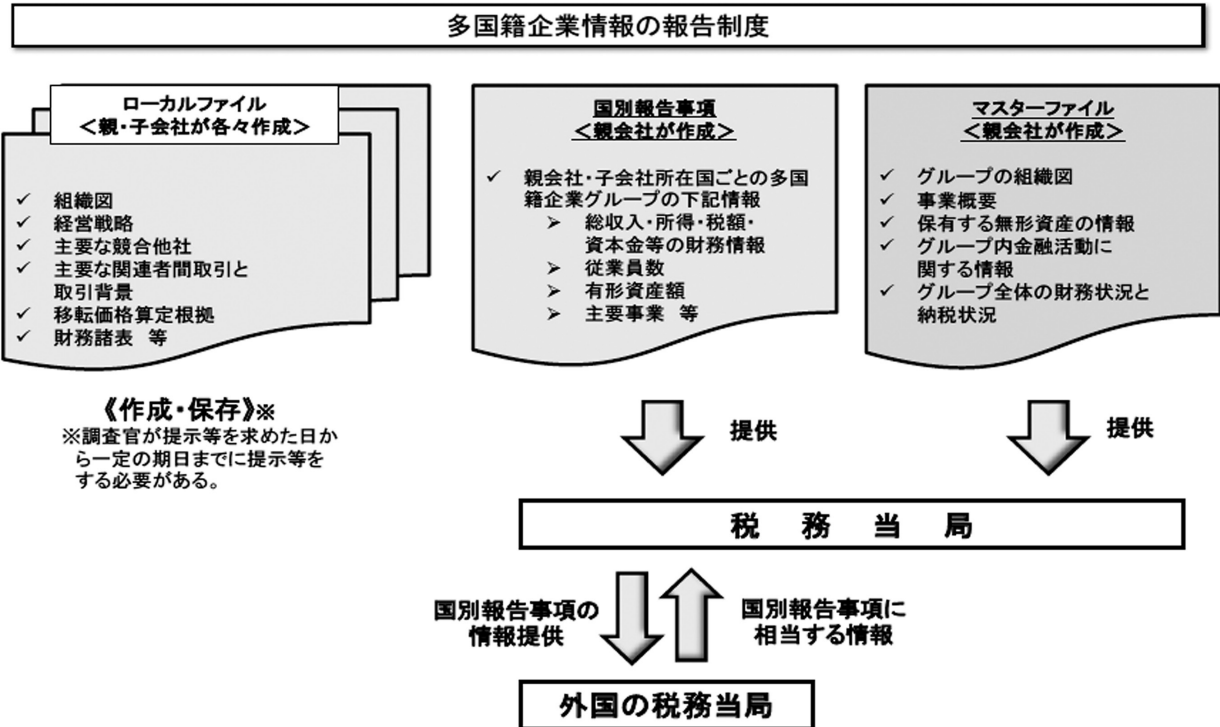 多国籍企業情報の報告制度
ローカルファイル
＜親・子会社が各々作成＞
✓ 組織図
✓ 経営戦略
✓ 主要な競合他社
✓ 主要な関連者間取引と
取引背景
✓ 移転価格算定根拠
✓ 財務諸表 等
《作成・保存》※
※調査官が提示等を求めた日か
ら一定の期日までに提示等を
する必要がある。
国別報告事項
＜親会社が作成＞
✓ 親会社・子会社所在国ごとの多国
籍企業グループの下記情報
➢ 総収入・所得・税額・
資本金等の財務情報
➢ 従業員数
➢ 有形資産額
➢ 主要事業 等
提供
マスターファイル
＜親会社が作成＞
✓ グループの組織図
✓ 事業概要
✓ 保有する無形資産の情報
✓ グループ内金融活動に
関する情報
✓ グループ全体の財務状況と
納税状況
提供
税 務 当 局
国別報告事項の
情報提供
国別報告事項に
相当する情報
外国の税務当局